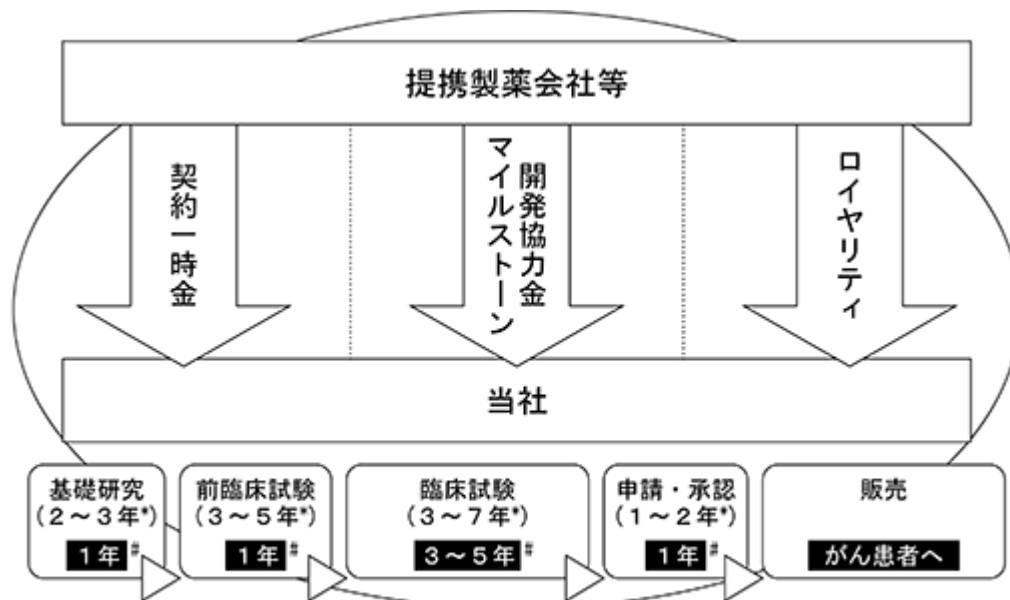 提携製薬会社等
契約一時金
開発協力金
マイルストーン
ロイヤリティ
当社
基礎研究
(2～3年*)
1年#
前臨床試験
(3～5年*)
1年#
臨床試験
(3～7年*)
3～5年#
申請・承認
(1～2年*)
1年#
販売
がん患者へ